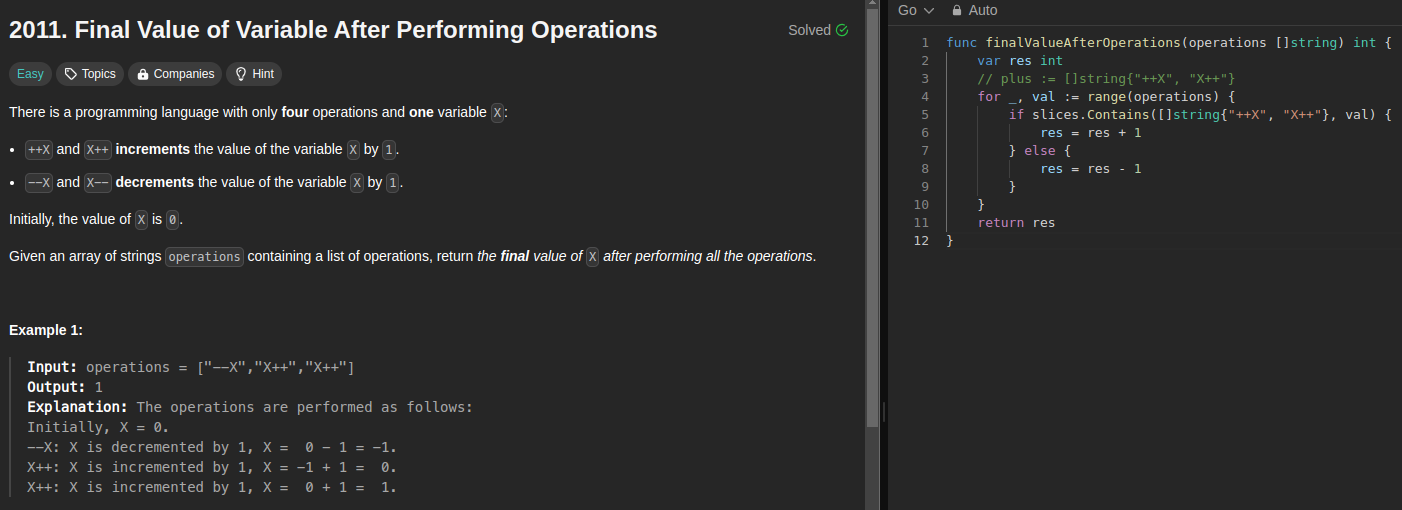 2011. Final Value of Variable After Performing Operations
Solved
Easy Topics Companies Hint
There is a programming language with only four operations and one variable X:
• ++X and X++ increments the value of the variable X by 1.
• --X and X-- decrements the value of the variable X by 1.
Initially, the value of X is 0.
Given an array of strings operations containing a list of operations, return the final value of X after performing all the operations.
Example 1:
Input: operations = ["--X","X++","X++"]
Output: 1
Explanation: The operations are performed as follows:
Initially, X = 0.
--X: X is decremented by 1, X =  0 - 1 = -1.
X++: X is incremented by 1, X = -1 + 1 =  0.
X++: X is incremented by 1, X =  0 + 1 =  1.
Go Auto
1 func finalValueAfterOperations(operations []string) int {
2     var res int
3     // plus := []string{"++X", "X++"}
4     for _, val := range(operations) {
5         if slices.Contains([]string{"++X", "X++"}, val) {
6             res = res + 1
7         } else {
8             res = res - 1
9         }
10     }
11     return res
12 }